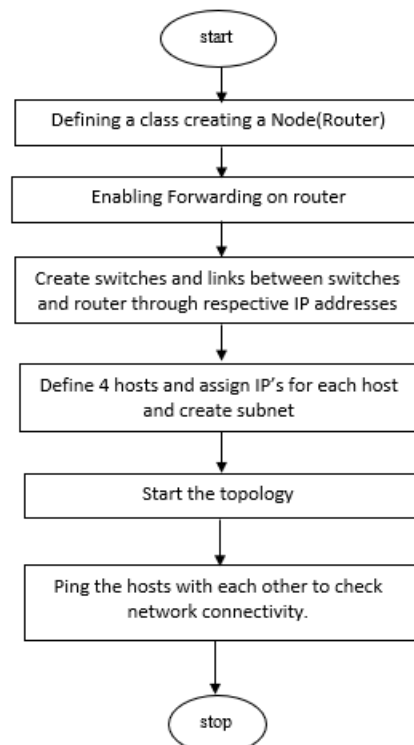 start
Defining a class creating a Node(Router)
Enabling Forwarding on router
Create switches and links between switches
and router through respective IP addresses
Define 4 hosts and assign IP’s for each host
and create subnet
Start the topology
Ping the hosts with each other to check
network connectivity.
stop